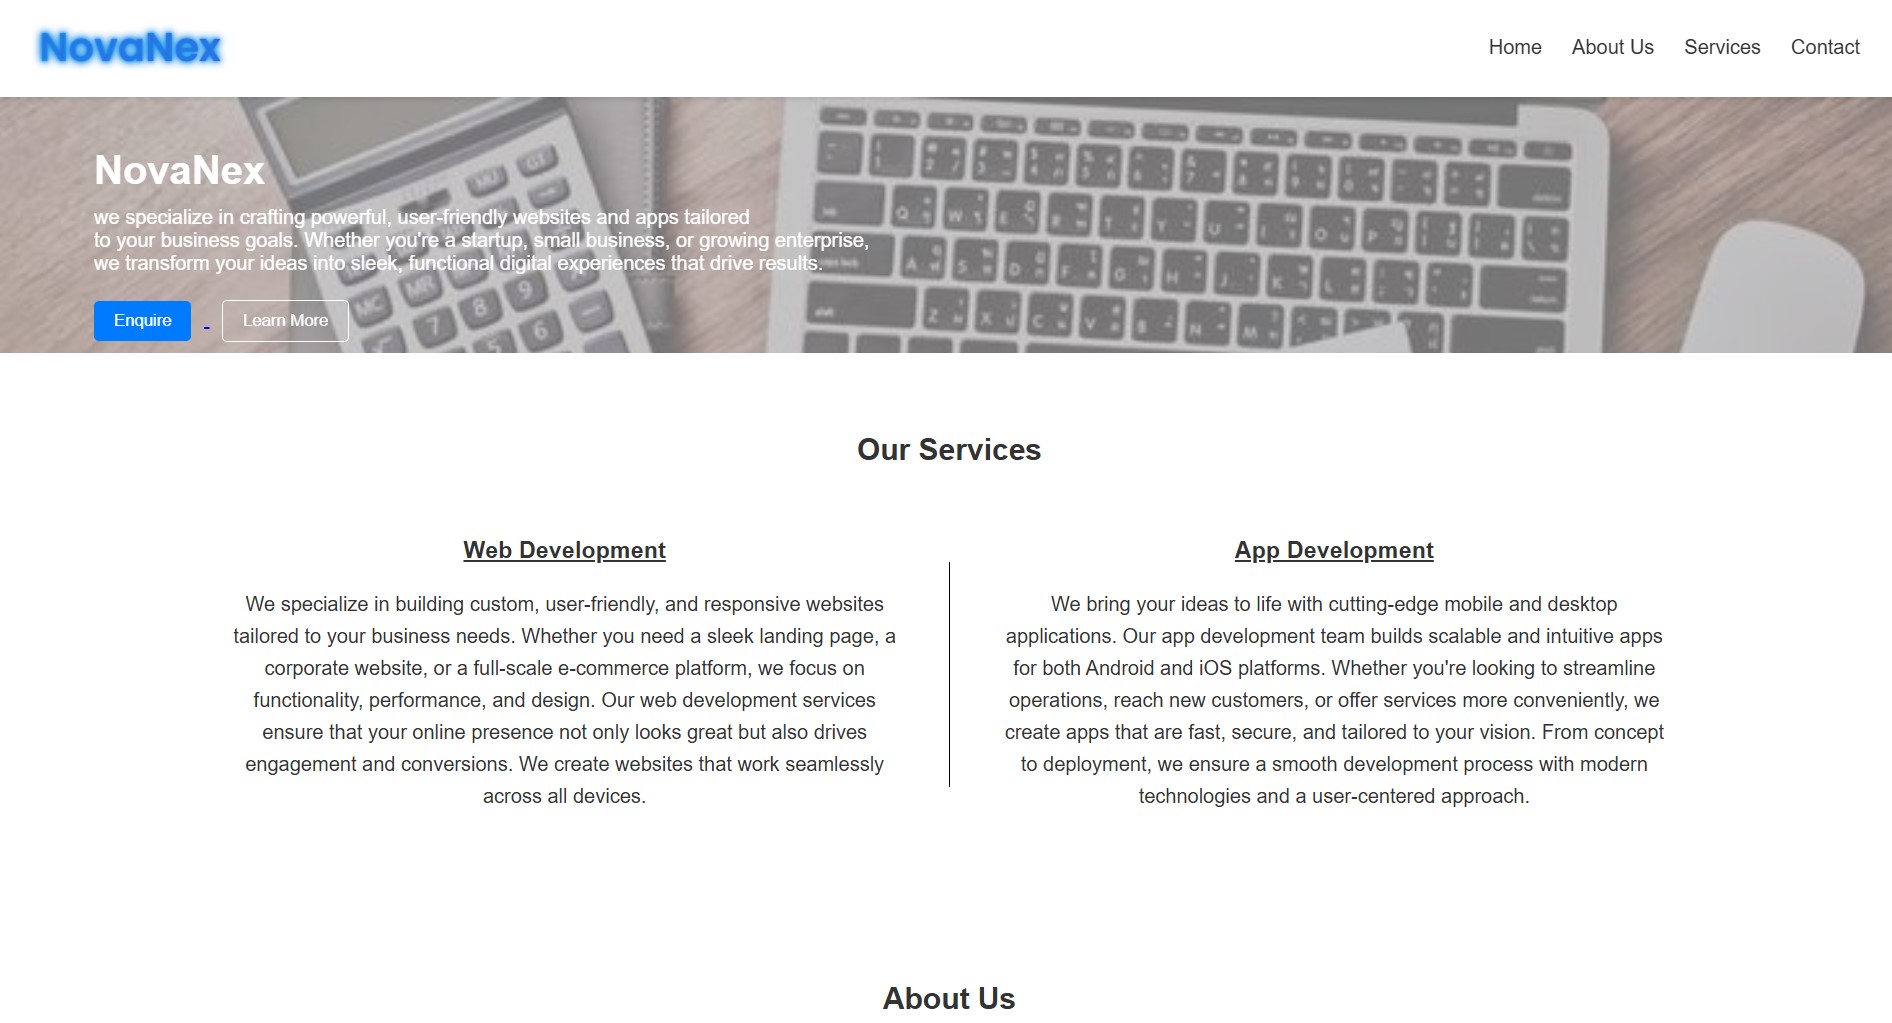 NovaNex
Home About Us Services Contact
NovaNex
we specialize in crafting powerful, user-friendly websites and apps tailored
to your business goals. Whether you're a startup, small business, or growing enterprise,
we transform your ideas into sleek, functional digital experiences that drive results.
Enquire Learn More
Our Services
Web Development
We specialize in building custom, user-friendly, and responsive websites
tailored to your business needs. Whether you need a sleek landing page, a
corporate website, or a full-scale e-commerce platform, we focus on
functionality, performance, and design. Our web development services
ensure that your online presence not only looks great but also drives
engagement and conversions. We create websites that work seamlessly
across all devices.
App Development
We bring your ideas to life with cutting-edge mobile and desktop
applications. Our app development team builds scalable and intuitive apps
for both Android and iOS platforms. Whether you're looking to streamline
operations, reach new customers, or offer services more conveniently, we
create apps that are fast, secure, and tailored to your vision. From concept
to deployment, we ensure a smooth development process with modern
technologies and a user-centered approach.
About Us